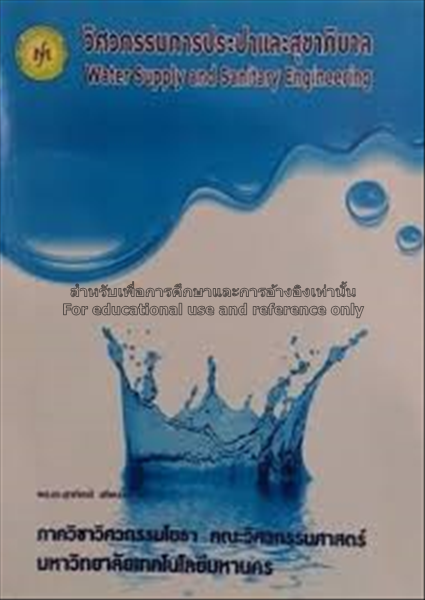 วิศวกรรมการประปาและสุขาภิบาล
Water Supply and Sanitary Engineering
สำหรับเพื่อการศึกษาและการอ้างอิงเท่านั้น
For educational use and reference only
ภาควิชาวิศวกรรมโยธา คณะวิศวกรรมศาสตร์
มหาวิทยาลัยเทคโนโลยีมหานคร